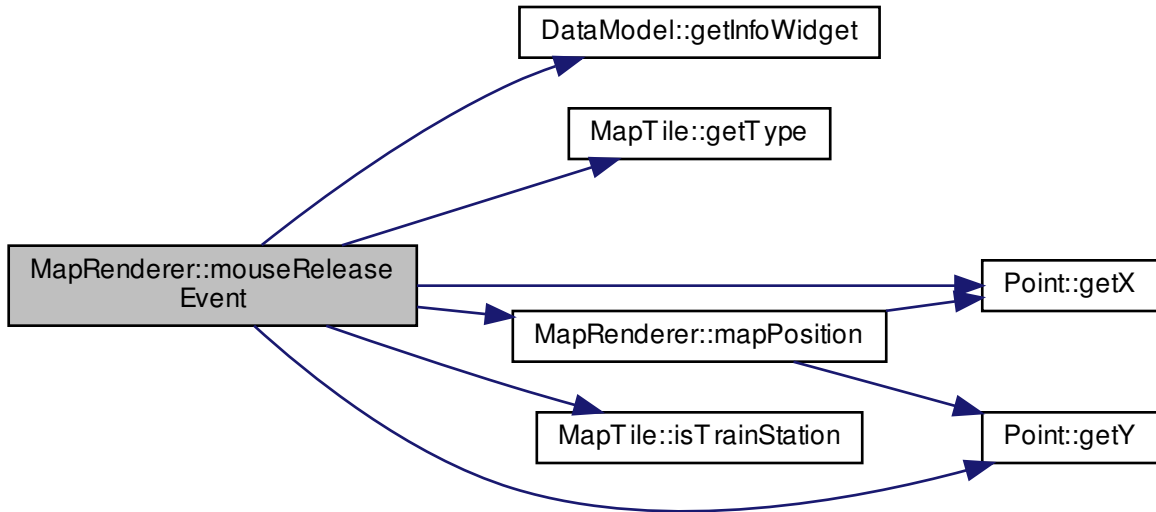 DataModel::getInfoWidget
MapTile::getType
MapRenderer::mouseRelease
Event
Point::getX
MapRenderer::mapPosition
MapTile::isTrainStation
Point::getY